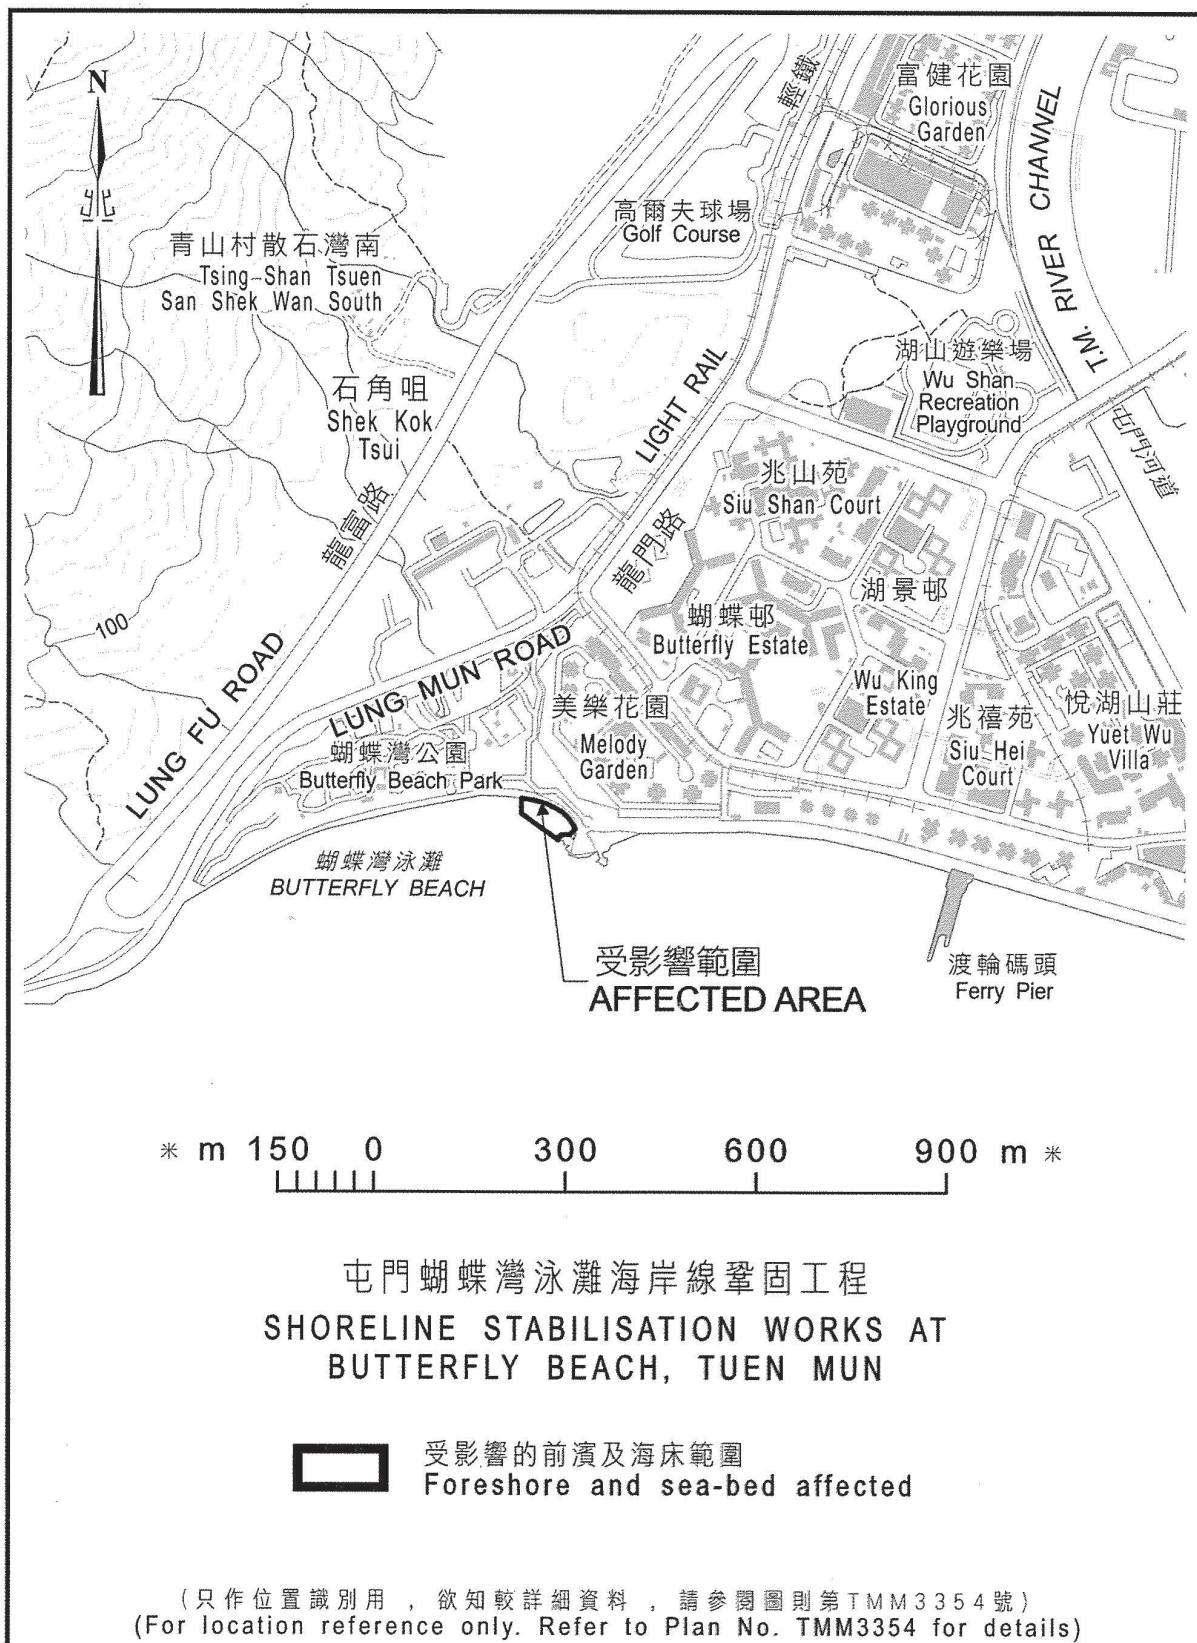 N
輕鐵
富健花園
Glorious
Garden
T.M. RIVER CHANNEL
屯門河道
高爾夫球場
Golf Course
青山村散石灣南
Tsing Shan Tsuen
San Shek Wan South
石角咀
Shek Kok
Tsui
湖山遊樂場
Wu Shan
Recreation
Playground
LIGHT RAIL
龍富路
LUNG FU ROAD
龍門路
LUNG MUN ROAD
兆山苑
Siu Shan Court
湖景邨
Wu King
Estate
蝴蝶邨
Butterfly Estate
100
美樂花園
Melody
Garden
兆禧苑
Siu Hei
Court
悅湖山莊
Yuet Wu
Villa
蝴蝶灣公園
Butterfly Beach Park
蝴蝶灣泳灘
BUTTERFLY BEACH
受影響範圍
AFFECTED AREA
渡輪碼頭
Ferry Pier
米 m 150 0 300 600 900 m 米
屯門蝴蝶灣泳灘海岸線鞏固工程
SHORELINE STABILISATION WORKS AT
BUTTERFLY BEACH, TUEN MUN
受影響的前濱及海床範圍
Foreshore and sea-bed affected
(只作位置識別用 , 欲知較詳細資料 , 請參閱圖則第TMM3354號)
(For location reference only. Refer to Plan No. TMM3354 for details)